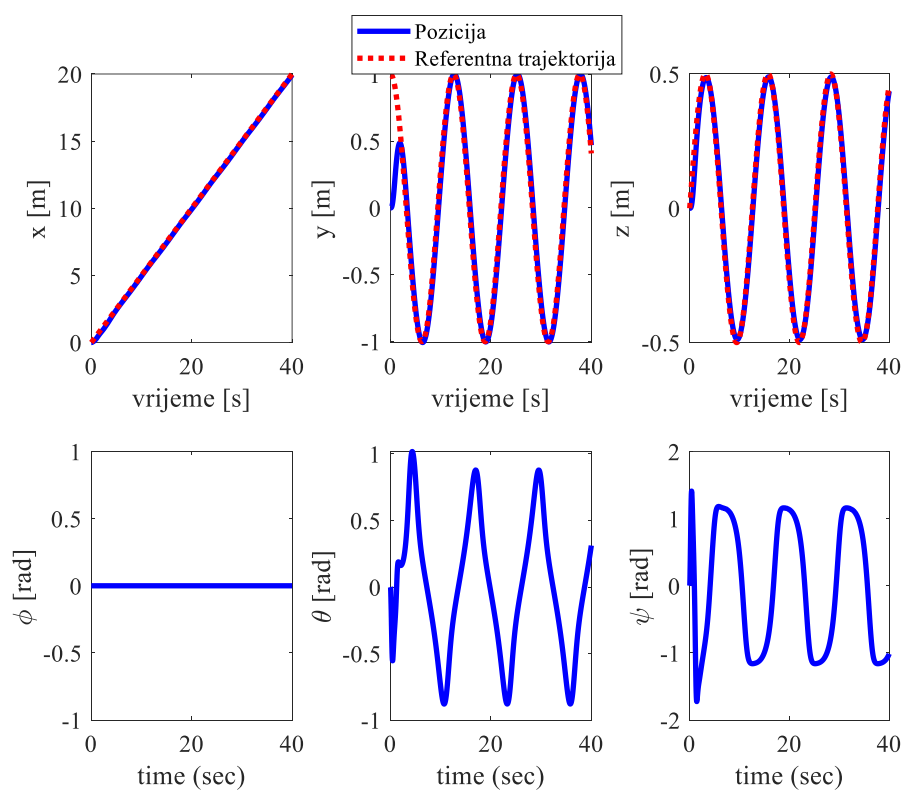 Pozicija
Referentna trajektorija
20
15
10
5
0
x [m]
0 20 40
vrijeme [s]
1
0.5
0
-0.5
-1
y [m]
0 20 40
vrijeme [s]
0.5
0
-0.5
z [m]
0 20 40
vrijeme [s]
1
0.5
0
-0.5
-1
ϕ [rad]
0 20 40
time (sec)
1
0.5
0
-0.5
-1
θ [rad]
0 20 40
time (sec)
2
1
0
-1
-2
ψ [rad]
0 20 40
time (sec)